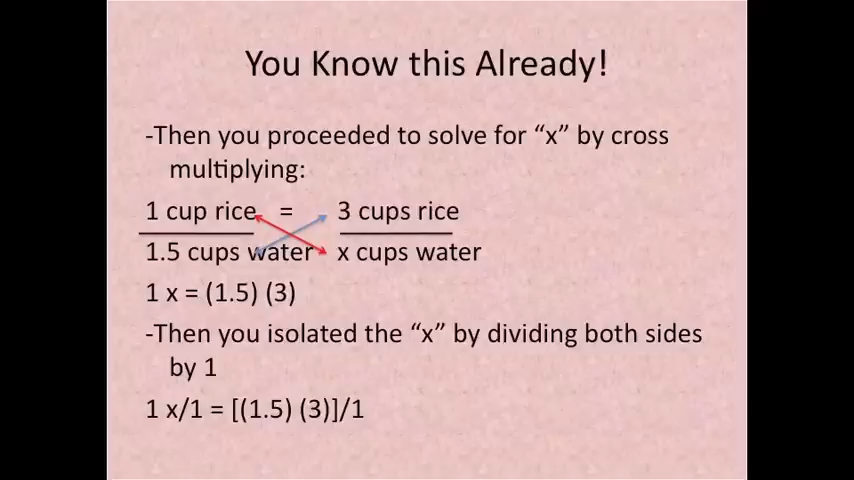 You Know this Already!
-Then you proceeded to solve for “x” by cross
multiplying:
1 cup rice = 3 cups rice
1.5 cups water x cups water
1 x = (1.5) (3)
-Then you isolated the “x” by dividing both sides
by 1
1 x/1 = [(1.5) (3)]/1